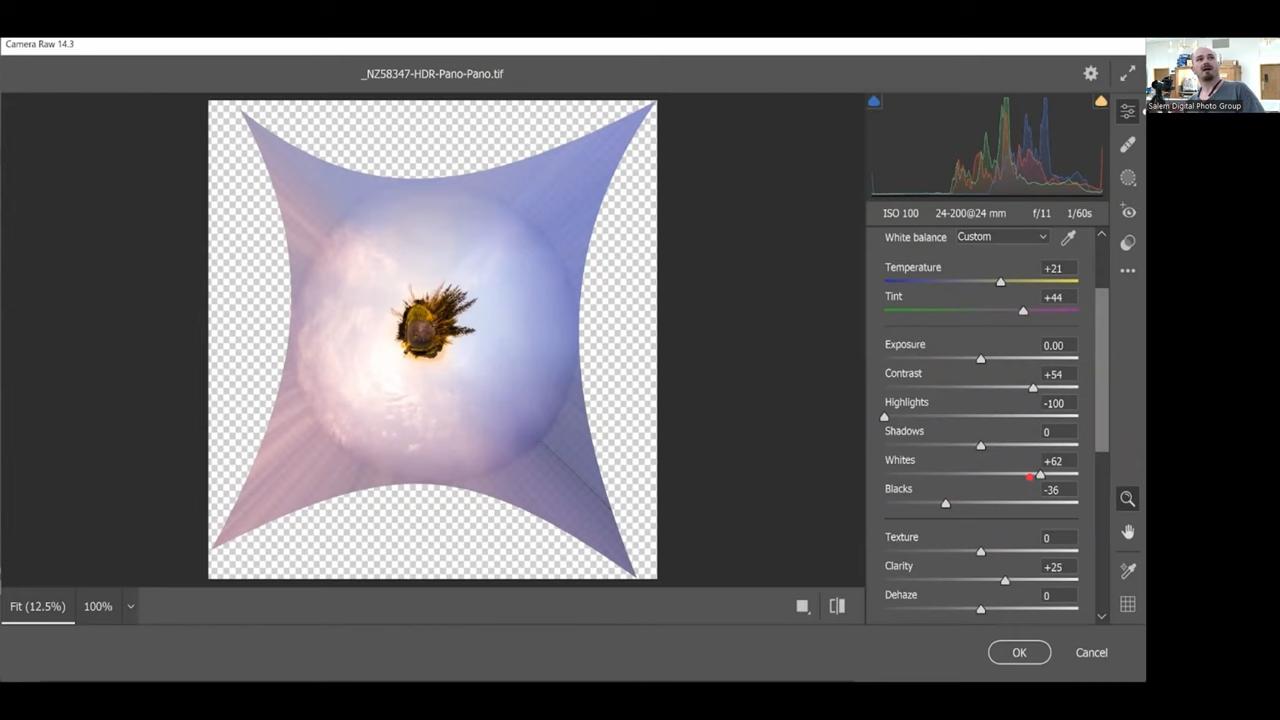 Camera Raw 14.3
_NZ58347-HDR-Pano-Pano.tif
Salem Digital Photo Group
ISO 100 24-200@24 mm f/11 1/60s
White balance Custom
Temperature +21
Tint +44
Exposure 0.00
Contrast +54
Highlights -100
Shadows 0
Whites +62
Blacks -36
Texture 0
Clarity +25
Dehaze 0
Fit (12.5%) 100%
OK Cancel